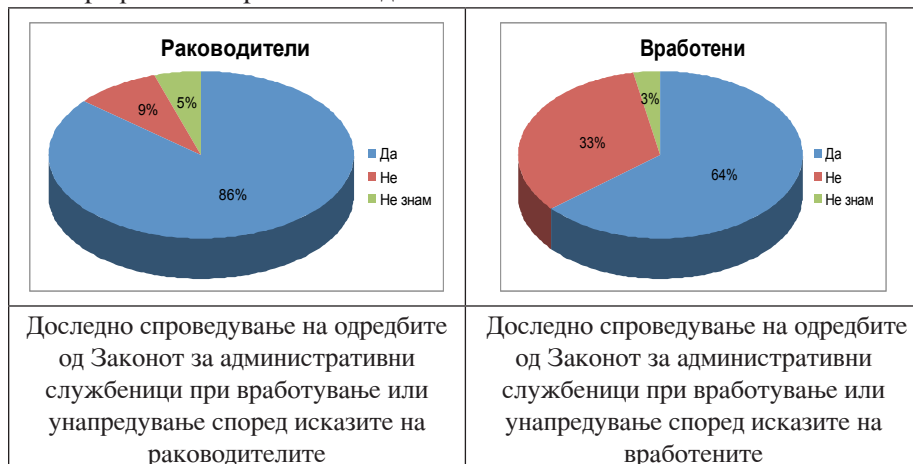 Раководители
9%
5%
86%
Да
Не
Не знам
Доследно спроведување на одредбите
од Законот за административни
службеници при вработување или
унапредување според исказите на
раководителите
Вработени
3%
33%
64%
Да
Не
Не знам
Доследно спроведување на одредбите
од Законот за административни
службеници при вработување или
унапредување според исказите на
вработените